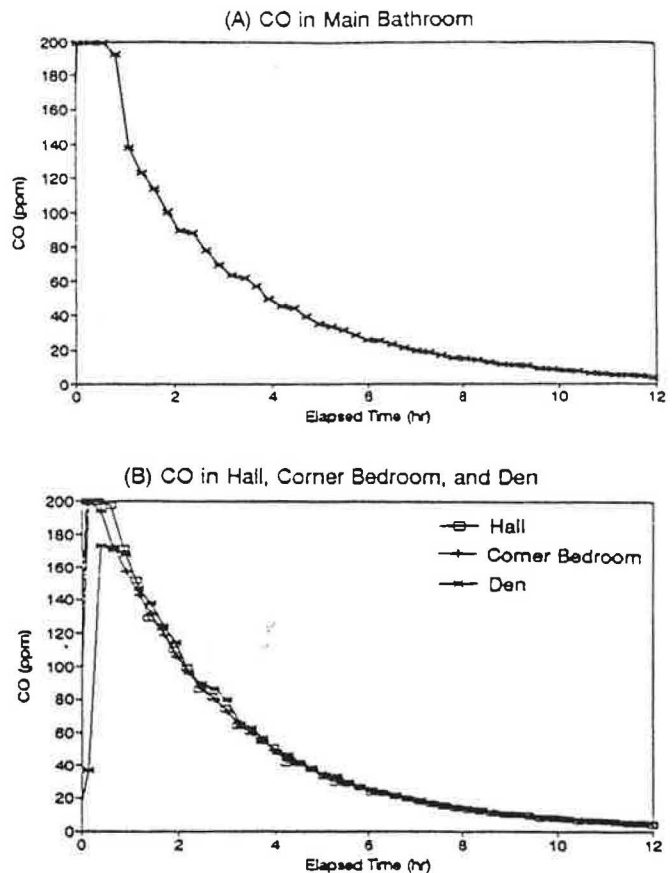 (A) CO in Main Bathroom
200
180
160
140
120
100
80
60
40
20
0
CO (ppm)
0 2 4 6 8 10 12
Elapsed Time (hr)
(B) CO in Hall, Corner Bedroom, and Den
200
180
160
140
120
100
80
60
40
20
0
CO (ppm)
Hall
Corner Bedroom
Den
0 2 4 6 8 10 12
Elapsed Time (hr)